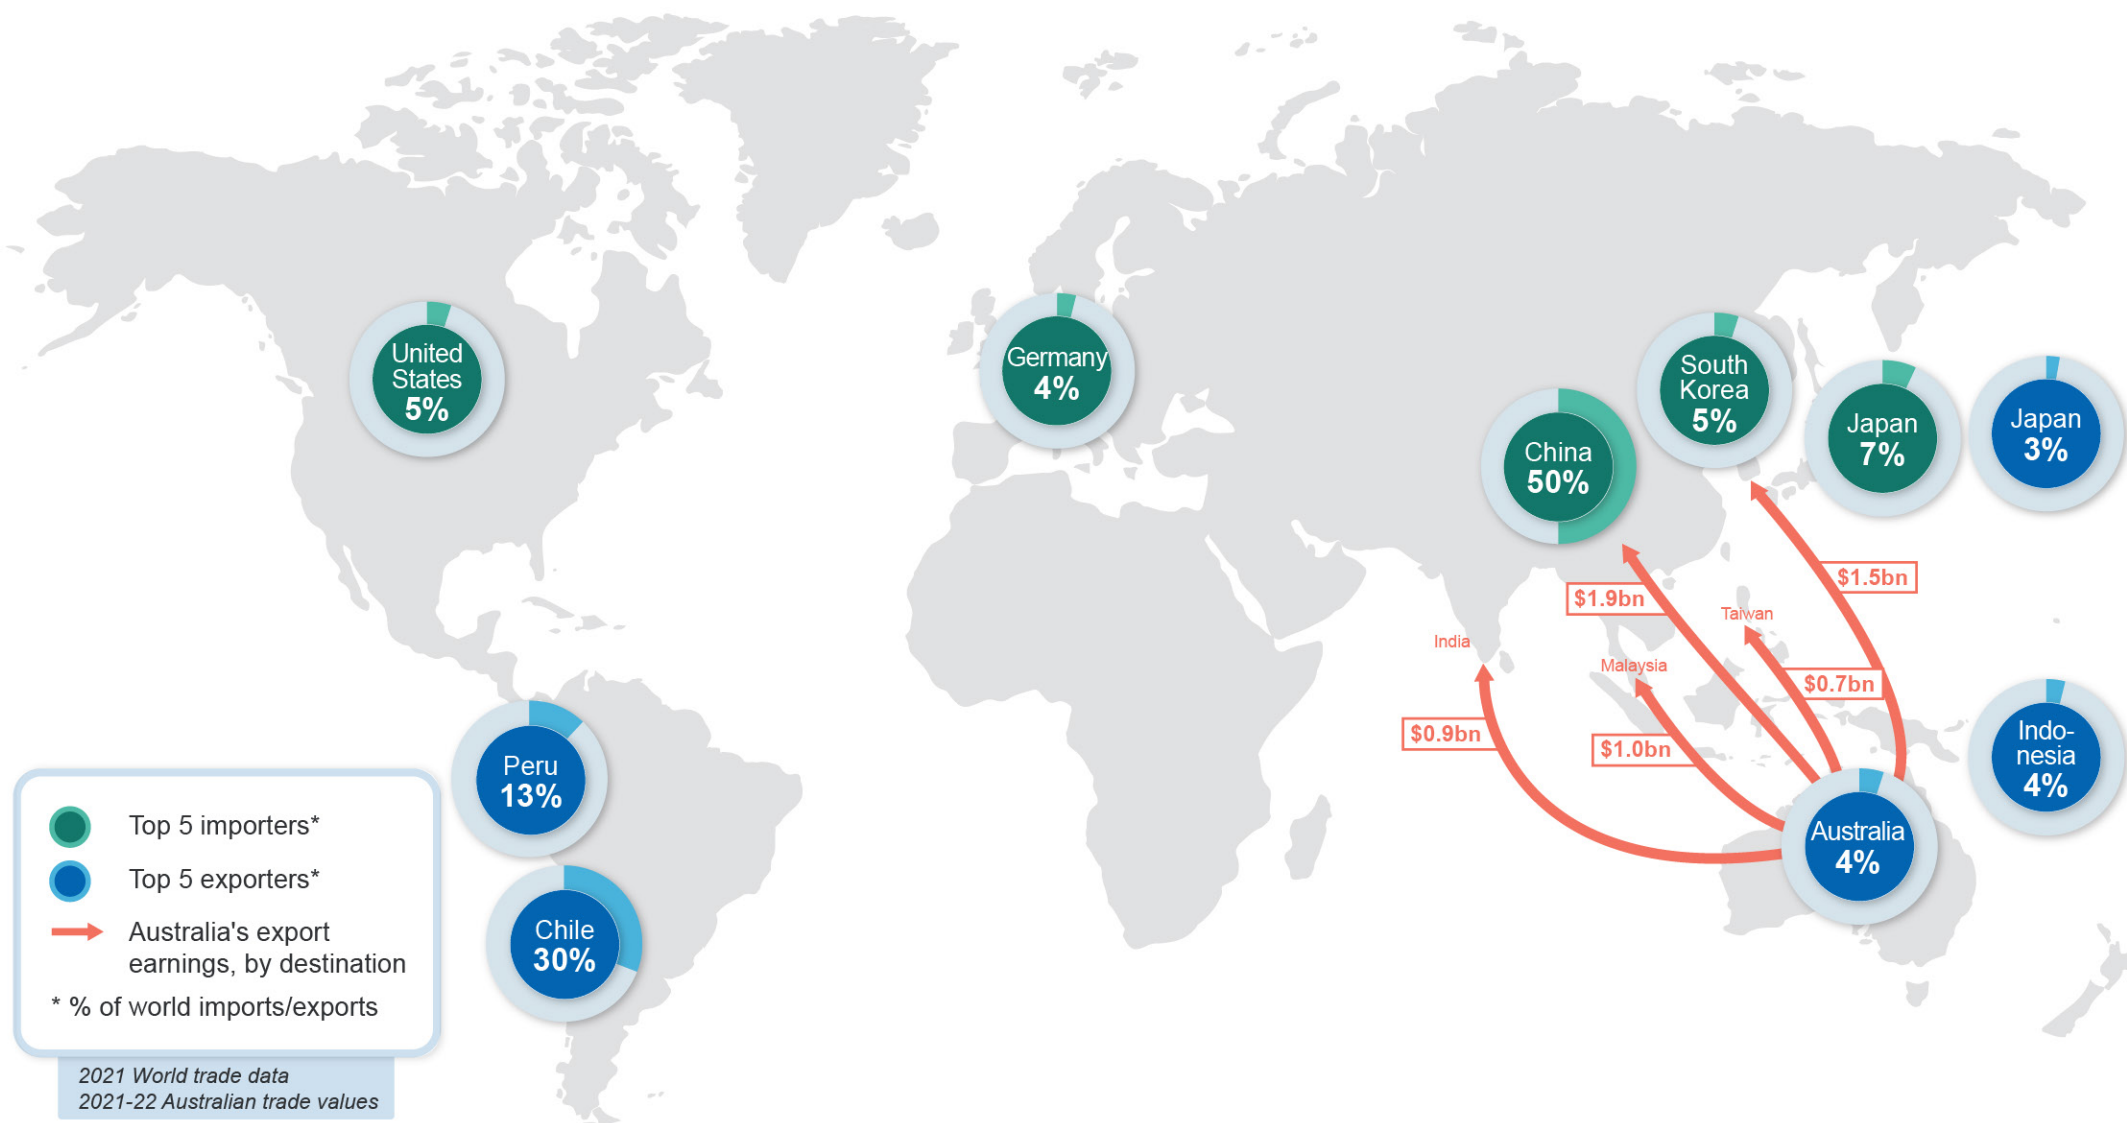 United
States
5%
Germany
4%
South
Korea
5%
Japan
7%
Japan
3%
China
50%
$1.5bn
$1.9bn
Taiwan
India
Malaysia
$0.7bn
$0.9bn
$1.0bn
Indo-
nesia
4%
Peru
13%
Australia
4%
Chile
30%
Top 5 importers*
Top 5 exporters*
Australia's export
earnings, by destination
* % of world imports/exports
2021 World trade data
2021-22 Australian trade values